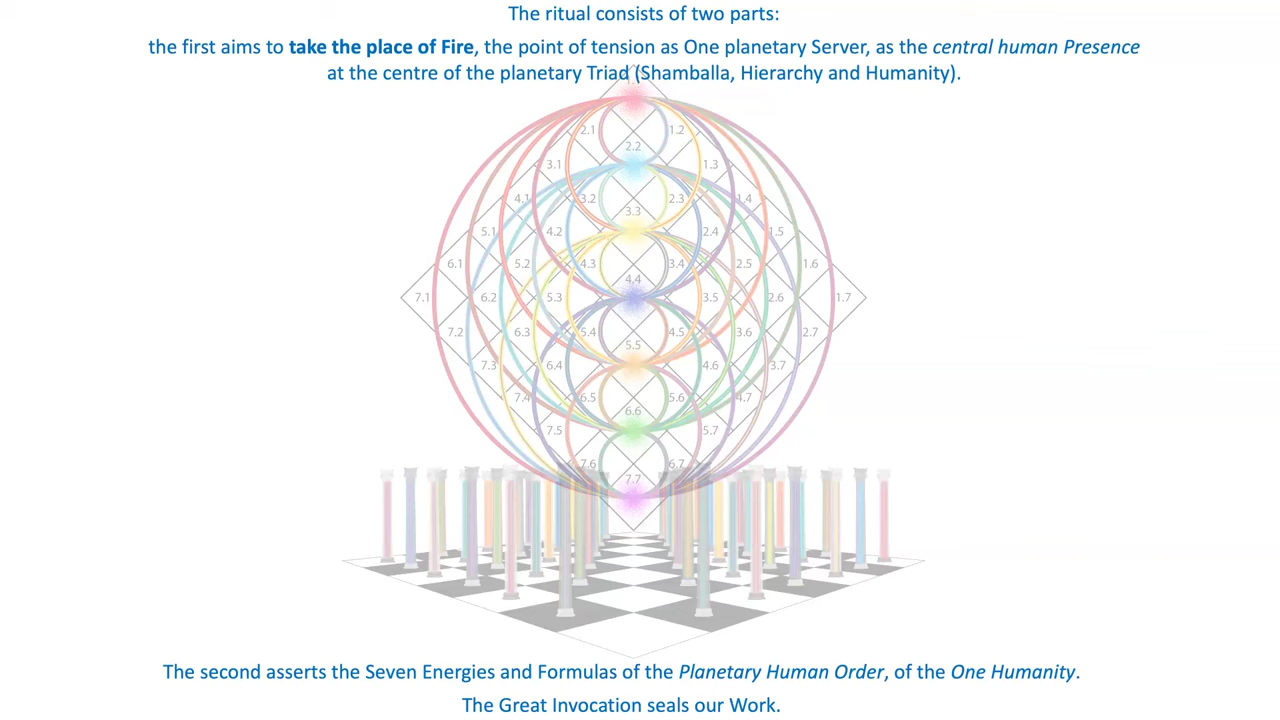 The ritual consists of two parts:
the first aims to take the place of Fire, the point of tension as One planetary Server, as the central human Presence
at the centre of the planetary Triad (Shamballa, Hierarchy and Humanity).
2.1 1.2
2.2
3.1 1.3
4.1 3.2 2.3 1.4
3.3
5.1 4.2 2.4 1.5
6.1 5.2 4.3 3.4 2.5 1.6
4.4
7.1 6.2 5.3 3.5 2.6 1.7
7.2 6.3 5.4 4.5 3.6 2.7
5.5
7.3 6.4 4.6 3.7
7.4 6.5 5.6 4.7
6.6
7.5 5.7
7.6 6.7
7.7
The second asserts the Seven Energies and Formulas of the Planetary Human Order, of the One Humanity.
The Great Invocation seals our Work.